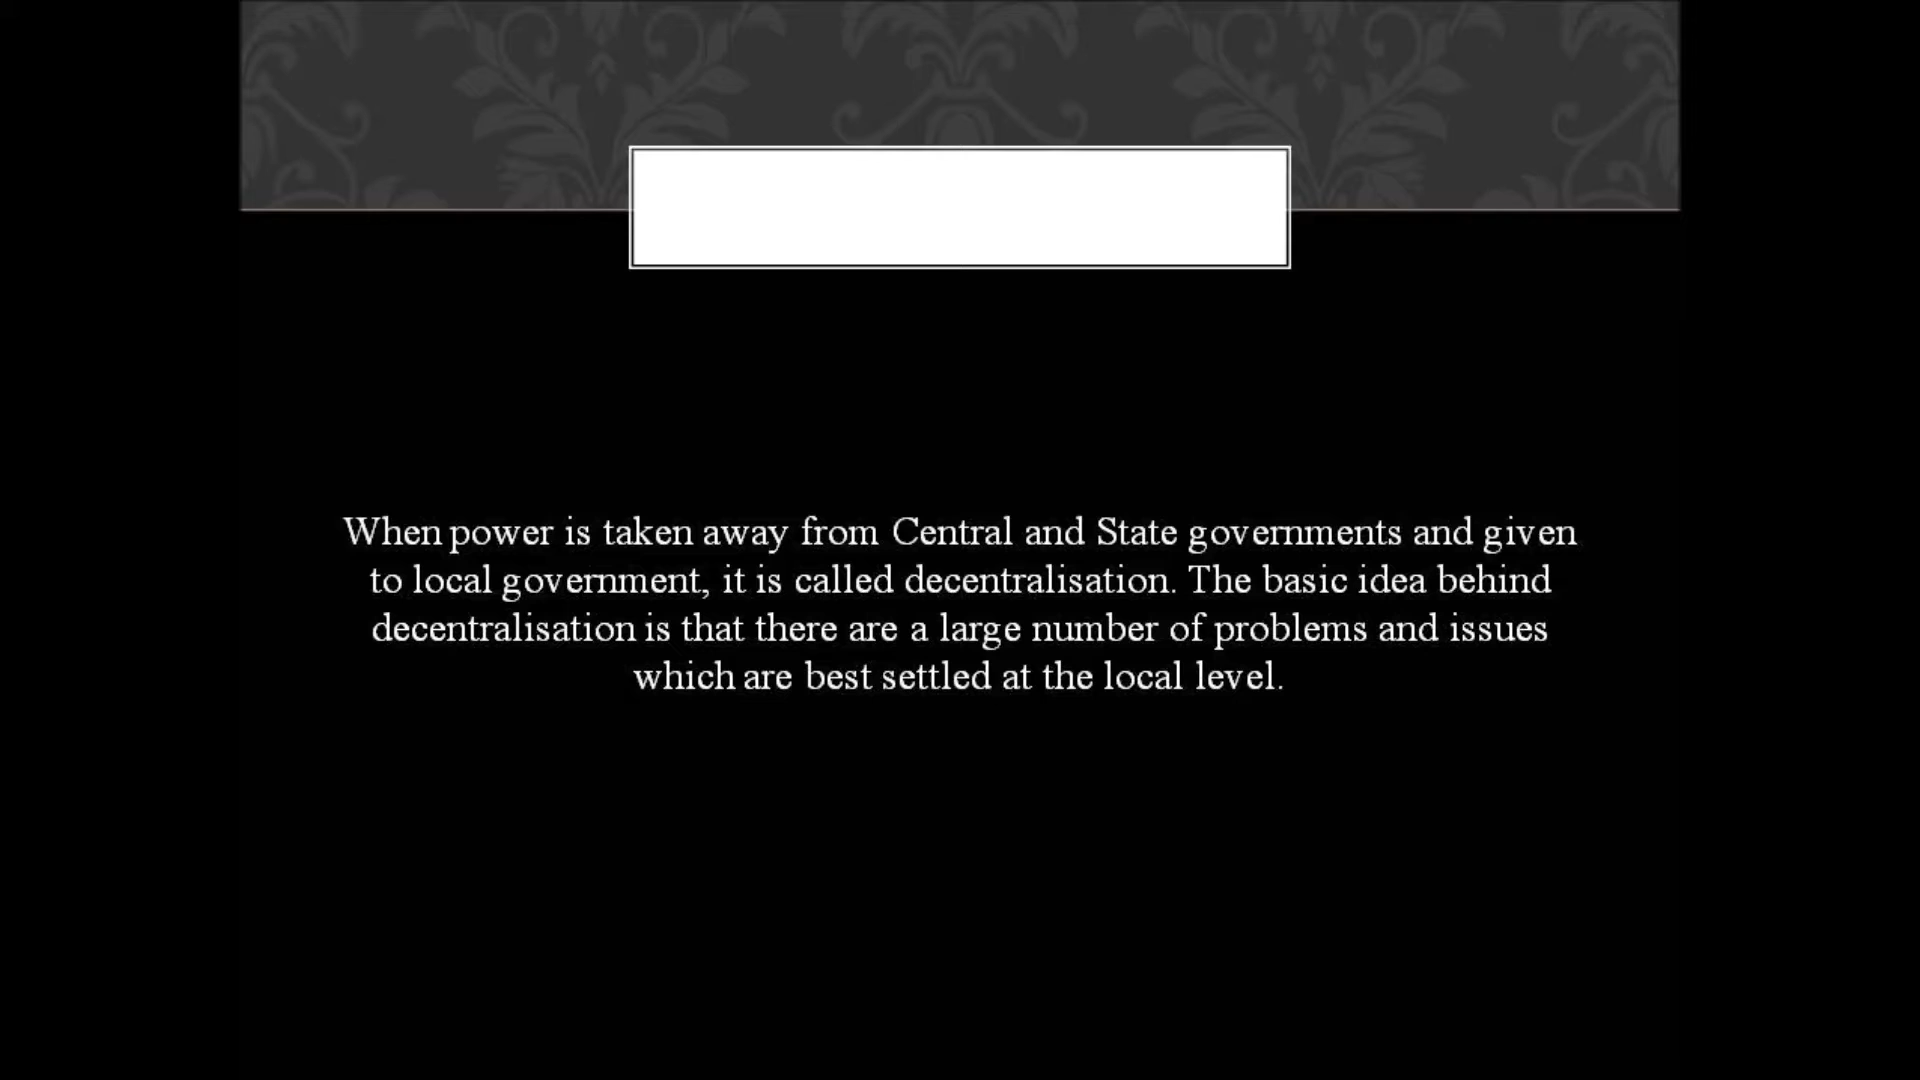 When power is taken away from Central and State governments and given
to local government, it is called decentralisation. The basic idea behind
decentralisation is that there are a large number of problems and issues
which are best settled at the local level.